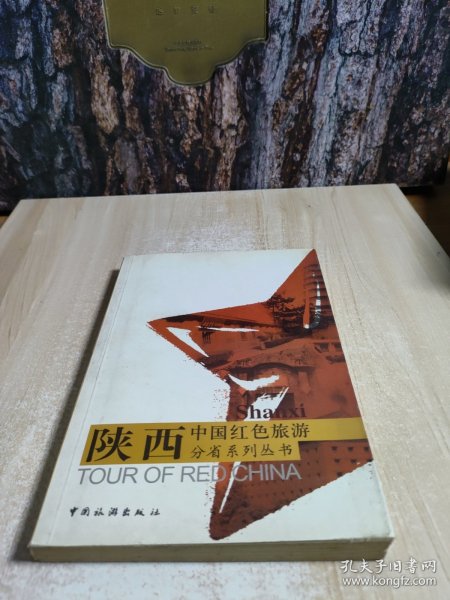 Shanxi
陕西
中国红色旅游
分省系列丛书
TOUR OF RED CHINA
中国旅游出版社
孔夫子旧书网
www.kongfz.com